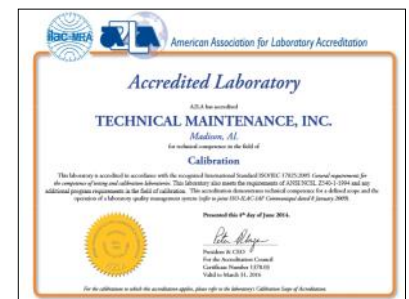 ilac-MRA
A2LA
American Association for Laboratory Accreditation
Accredited Laboratory
A2LA has accredited
TECHNICAL MAINTENANCE, INC.
Madison, AL
for technical competence in the field of
Calibration
This laboratory is accredited in accordance with the recognized International Standard ISO/IEC 17025:2005 General requirements for
the competence of testing and calibration laboratories. This laboratory also meets the requirements of ANSI/NCSL Z540-1-1994 and any
additional program requirements in the field of calibration. This accreditation demonstrates technical competence for a defined scope and the
operation of a laboratory quality management system (refer to joint ISO-ILAC-IAF Communiqué dated 8 January 2009).
Presented this 4th day of June 2014.
President & CEO
For the Accreditation Council
Certificate Number
Valid to March 31, 2016
For the calibrations to which this accreditation applies, please refer to the laboratory's Calibration Scope of Accreditation.